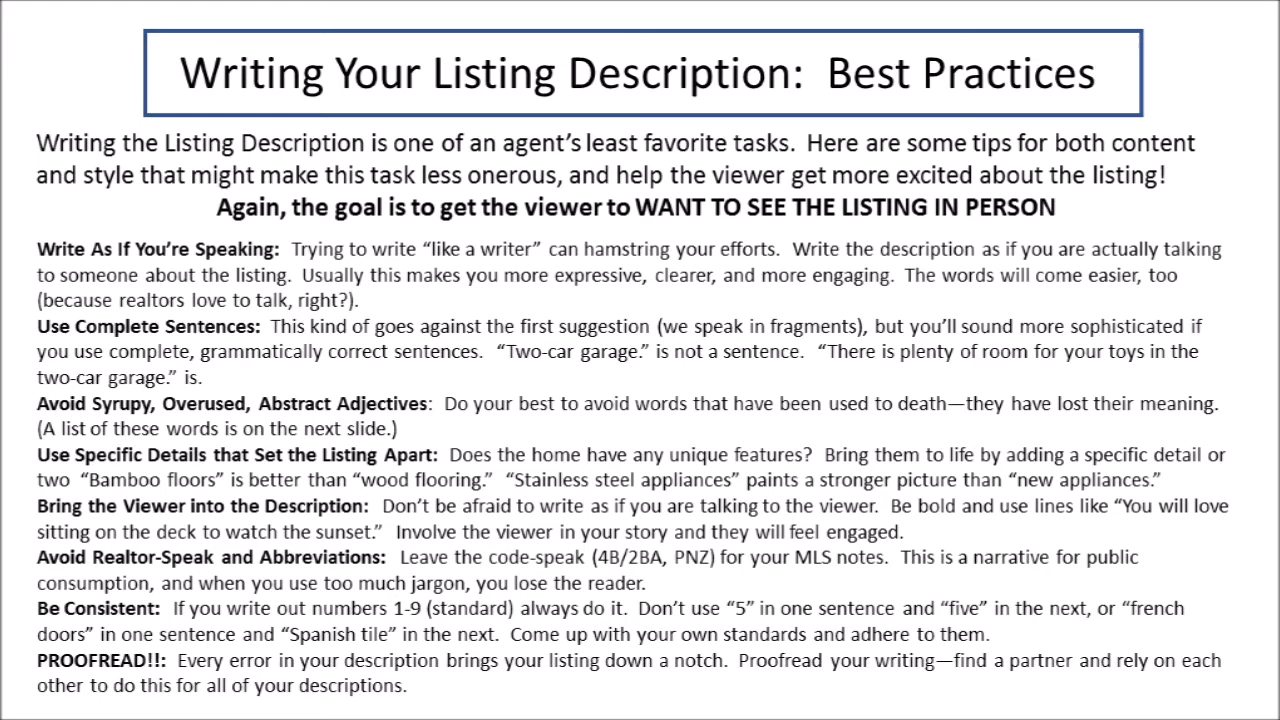 Writing Your Listing Description:  Best Practices
Writing the Listing Description is one of an agent’s least favorite tasks.  Here are some tips for both content
and style that might make this task less onerous, and help the viewer get more excited about the listing!
Again, the goal is to get the viewer to WANT TO SEE THE LISTING IN PERSON
Write As If You’re Speaking:  Trying to write “like a writer” can hamstring your efforts.  Write the description as if you are actually talking
to someone about the listing.  Usually this makes you more expressive, clearer, and more engaging.  The words will come easier, too
(because realtors love to talk, right?).
Use Complete Sentences:  This kind of goes against the first suggestion (we speak in fragments), but you’ll sound more sophisticated if
you use complete, grammatically correct sentences.  “Two-car garage.” is not a sentence.  “There is plenty of room for your toys in the
two-car garage.” is.
Avoid Syrupy, Overused, Abstract Adjectives:  Do your best to avoid words that have been used to death—they have lost their meaning.
(A list of these words is on the next slide.)
Use Specific Details that Set the Listing Apart:  Does the home have any unique features?  Bring them to life by adding a specific detail or
two  “Bamboo floors” is better than “wood flooring.”  “Stainless steel appliances” paints a stronger picture than “new appliances.”
Bring the Viewer into the Description:  Don’t be afraid to write as if you are talking to the viewer.  Be bold and use lines like “You will love
sitting on the deck to watch the sunset.”  Involve the viewer in your story and they will feel engaged.
Avoid Realtor-Speak and Abbreviations:  Leave the code-speak (4B/2BA, PNZ) for your MLS notes.  This is a narrative for public
consumption, and when you use too much jargon, you lose the reader.
Be Consistent:  If you write out numbers 1-9 (standard) always do it.  Don’t use “5” in one sentence and “five” in the next, or “french
doors” in one sentence and “Spanish tile” in the next.  Come up with your own standards and adhere to them.
PROOFREAD!!:  Every error in your description brings your listing down a notch.  Proofread your writing—find a partner and rely on each
other to do this for all of your descriptions.